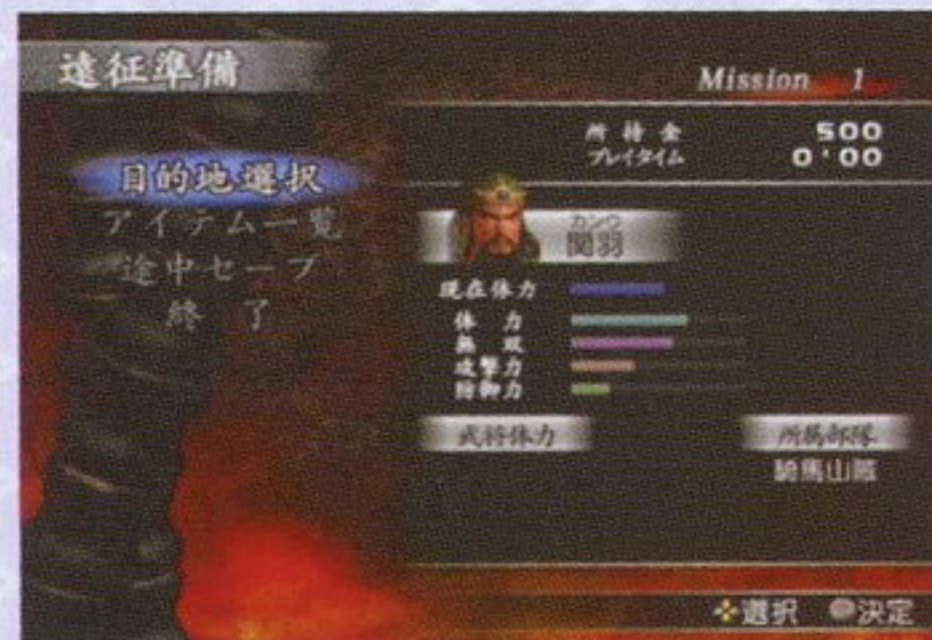 遠征準備
Mission 1
所持金 500
プレイタイム 0'00
目的地選択
アイテム一覧
途中セーブ
終 了
カンウ
関羽
現在体力
体 力
無 双
攻撃力
防御力
武将体力
所属部隊
騎馬山賊
選択 決定